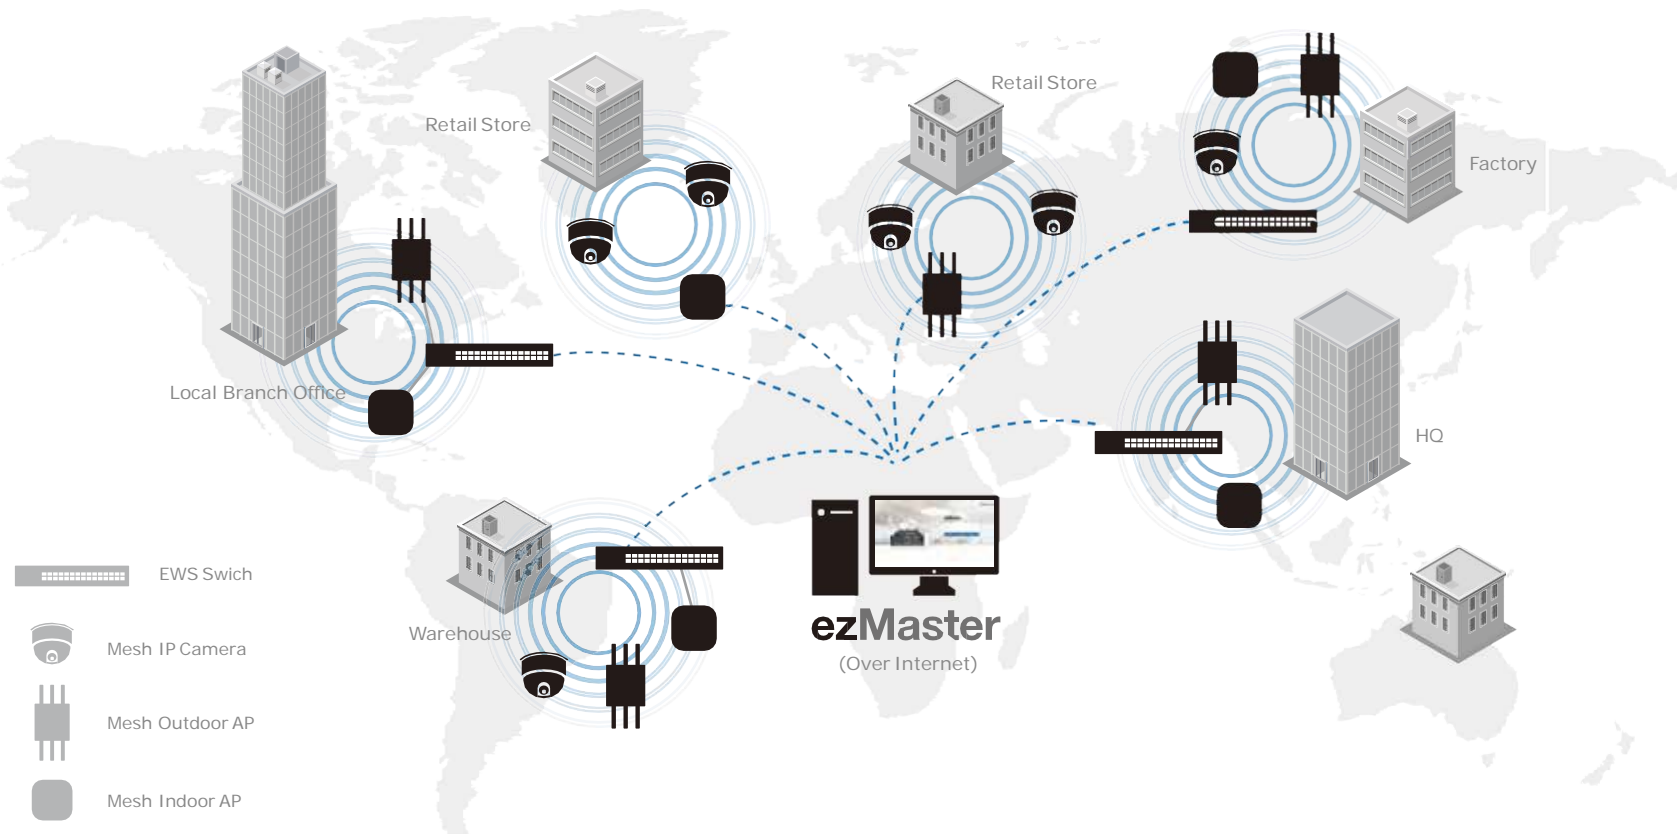 Retail Store
Retail Store
Factory
Local Branch Office
HQ
Warehouse
ezMaster
(Over Internet)
EWS Swich
Mesh IP Camera
Mesh Outdoor AP
Mesh Indoor AP